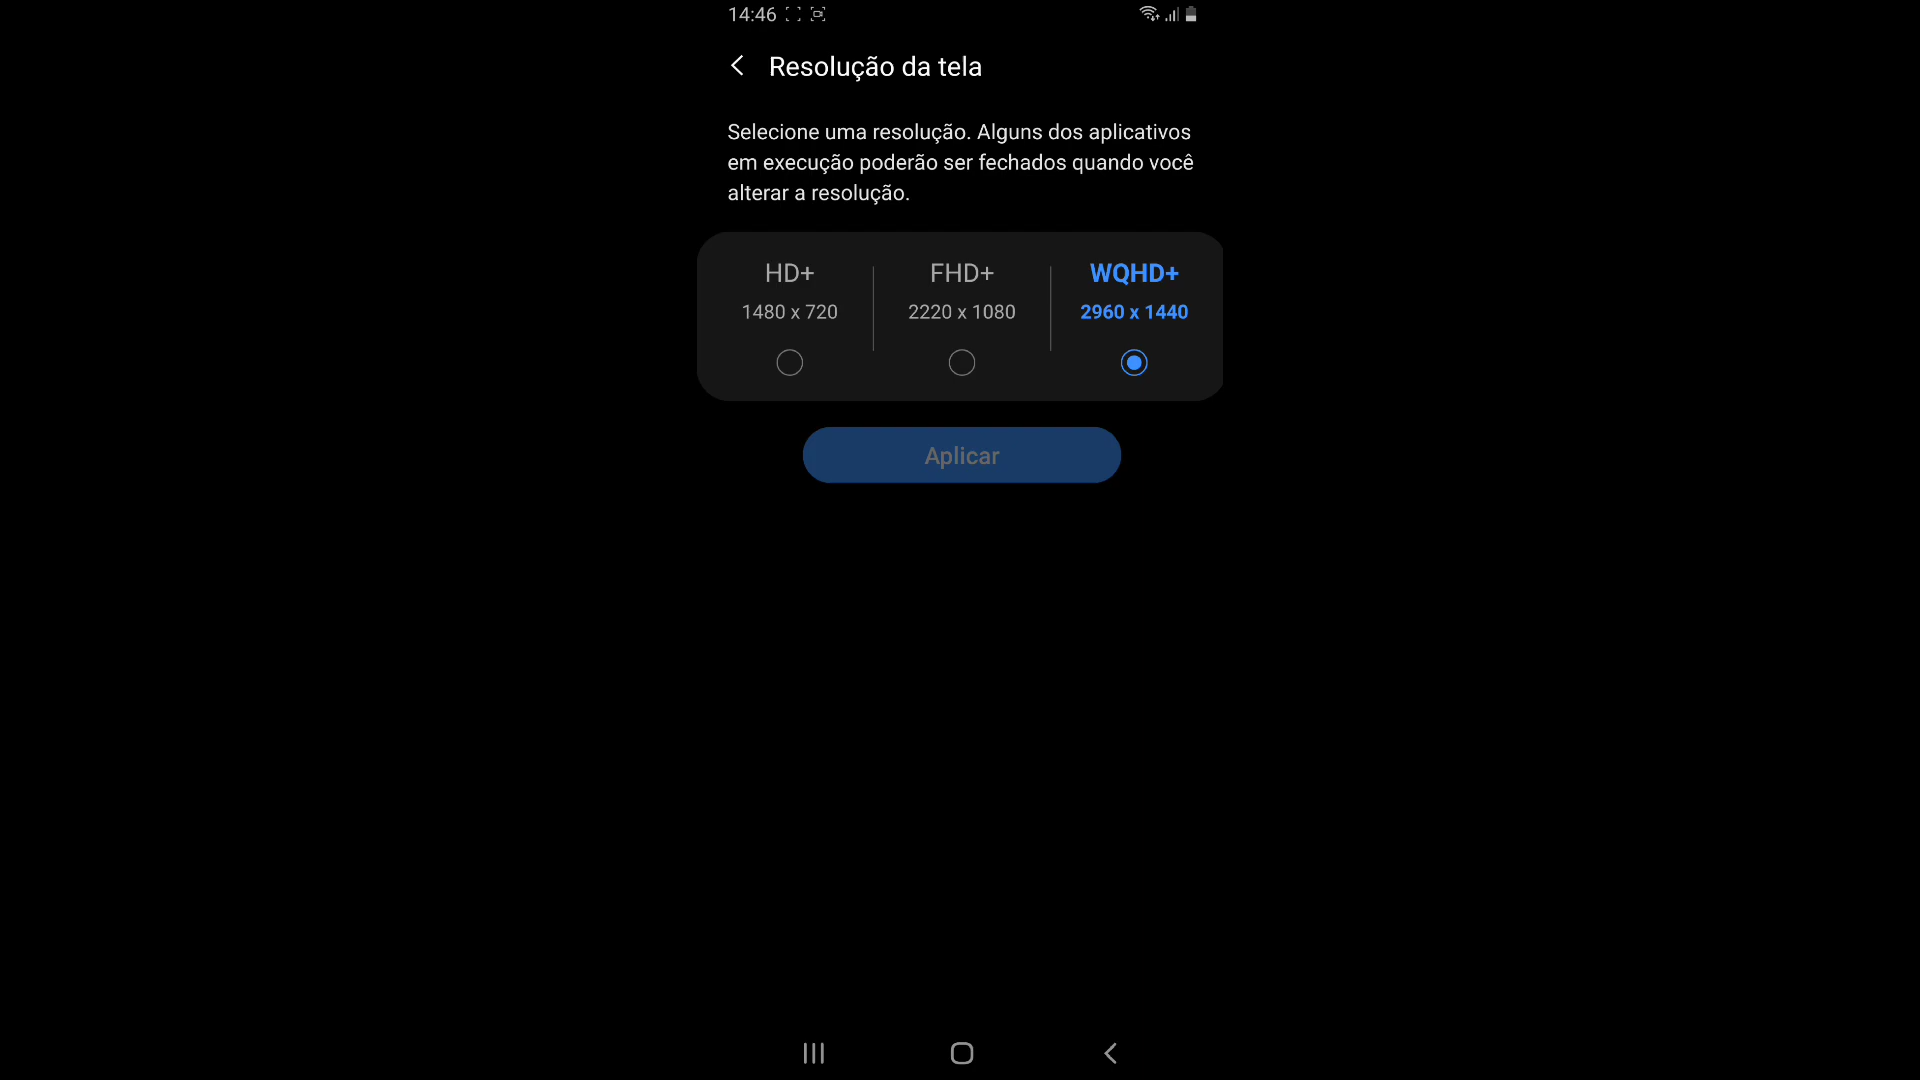 14:46
Resolução da tela
Selecione uma resolução. Alguns dos aplicativos
em execução poderão ser fechados quando você
alterar a resolução.
HD+ FHD+ WQHD+
1480 x 720 2220 x 1080 2960 x 1440
Aplicar